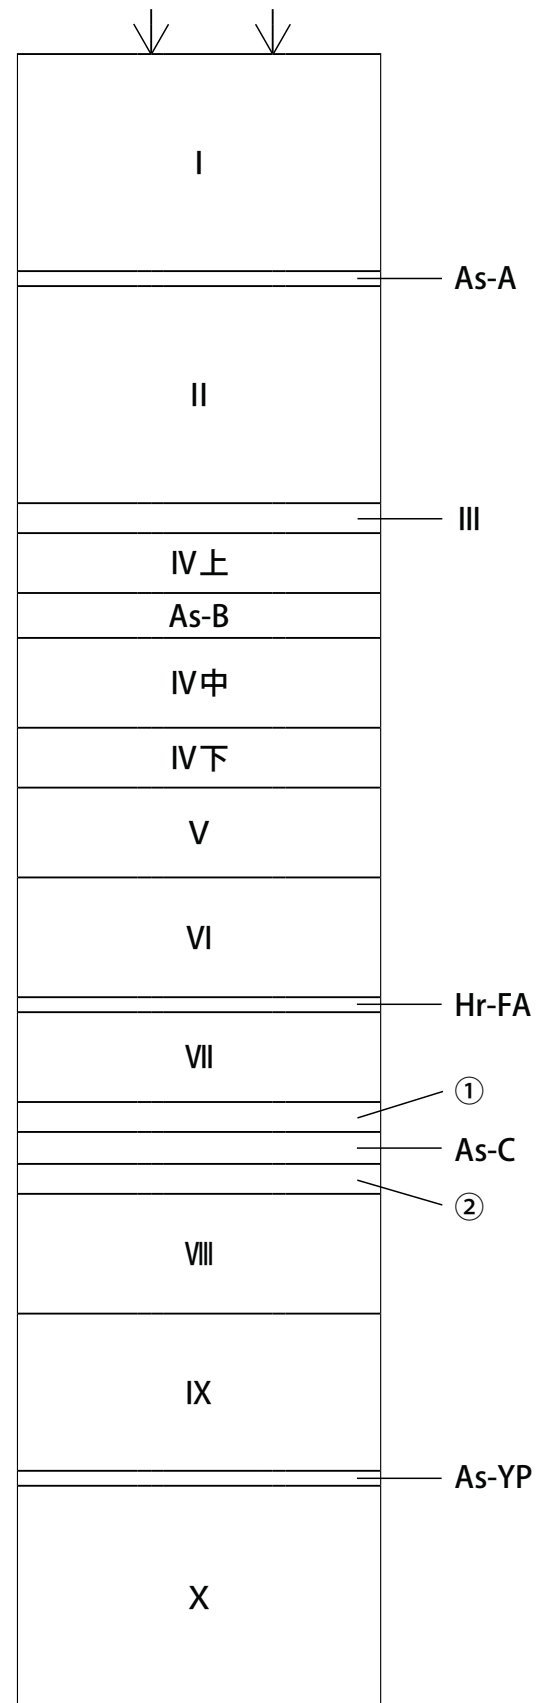 Ⅰ
As-A
Ⅱ
Ⅲ
Ⅳ上
As-B
Ⅳ中
Ⅳ下
Ⅴ
Ⅵ
Hr-FA
Ⅶ
①
As-C
②
Ⅷ
Ⅸ
As-YP
Ⅹ